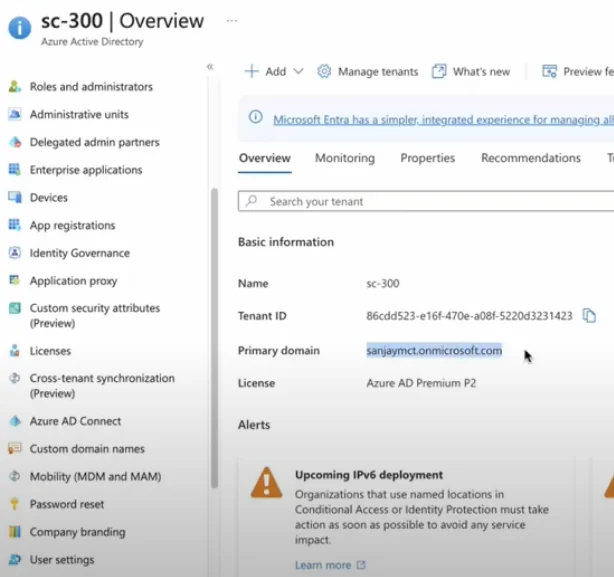 sc-300 | Overview ...
Azure Active Directory
«
Roles and administrators
Administrative units
Delegated admin partners
Enterprise applications
Devices
App registrations
Identity Governance
Application proxy
Custom security attributes
(Preview)
Licenses
Cross-tenant synchronization
(Preview)
Azure AD Connect
Custom domain names
Mobility (MDM and MAM)
Password reset
Company branding
User settings
Add Manage tenants What's new Preview fe
Microsoft Entra has a simpler, integrated experience for managing all
Overview Monitoring Properties Recommendations T
Search your tenant
Basic information
Name sc-300
Tenant ID 86cdd523-e16f-470e-a08f-5220d3231423
Primary domain sanjaymct.onmicrosoft.com
License Azure AD Premium P2
Alerts
Upcoming IPv6 deployment
Organizations that use named locations in
Conditional Access or Identity Protection must take
action as soon as possible to avoid any service
impact.
Learn more